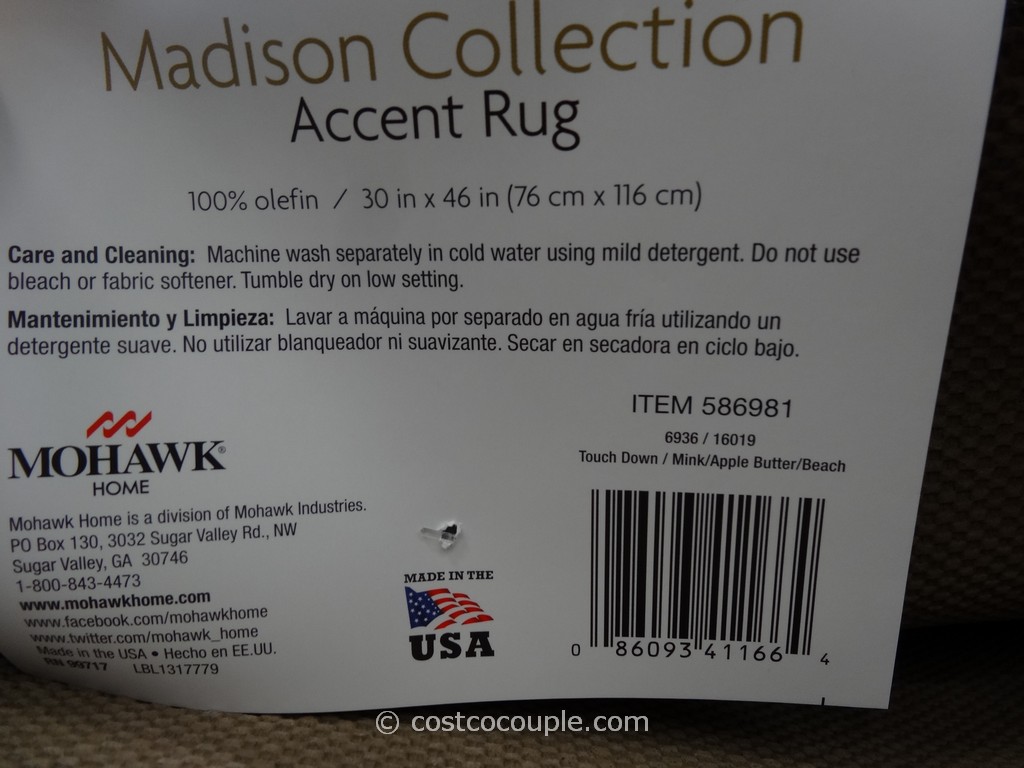 Madison Collection
Accent Rug
100% olefin / 30 in x 46 in (76 cm x 116 cm)
Care and Cleaning: Machine wash separately in cold water using mild detergent. Do not use
bleach or fabric softener. Tumble dry on low setting.
Mantenimiento y Limpieza: Lavar a máquina por separado en agua fría utilizando un
detergente suave. No utilizar blanqueador ni suavizante. Secar en secadora en ciclo bajo.
ITEM 586981
6936 / 16019
Touch Down / Mink/Apple Butter/Beach
MOHAWK®
HOME
Mohawk Home is a division of Mohawk Industries.
PO Box 130, 3032 Sugar Valley Rd., NW
Sugar Valley, GA 30746
1-800-843-4473
www.mohawkhome.com
www.facebook.com/mohawkhome
www.twitter.com/mohawk_home
Made in the USA • Hecho en EE.UU.
RN 99717 LBL1317779
MADE IN THE
USA
0 86093 41166 4
© costcocouple.com